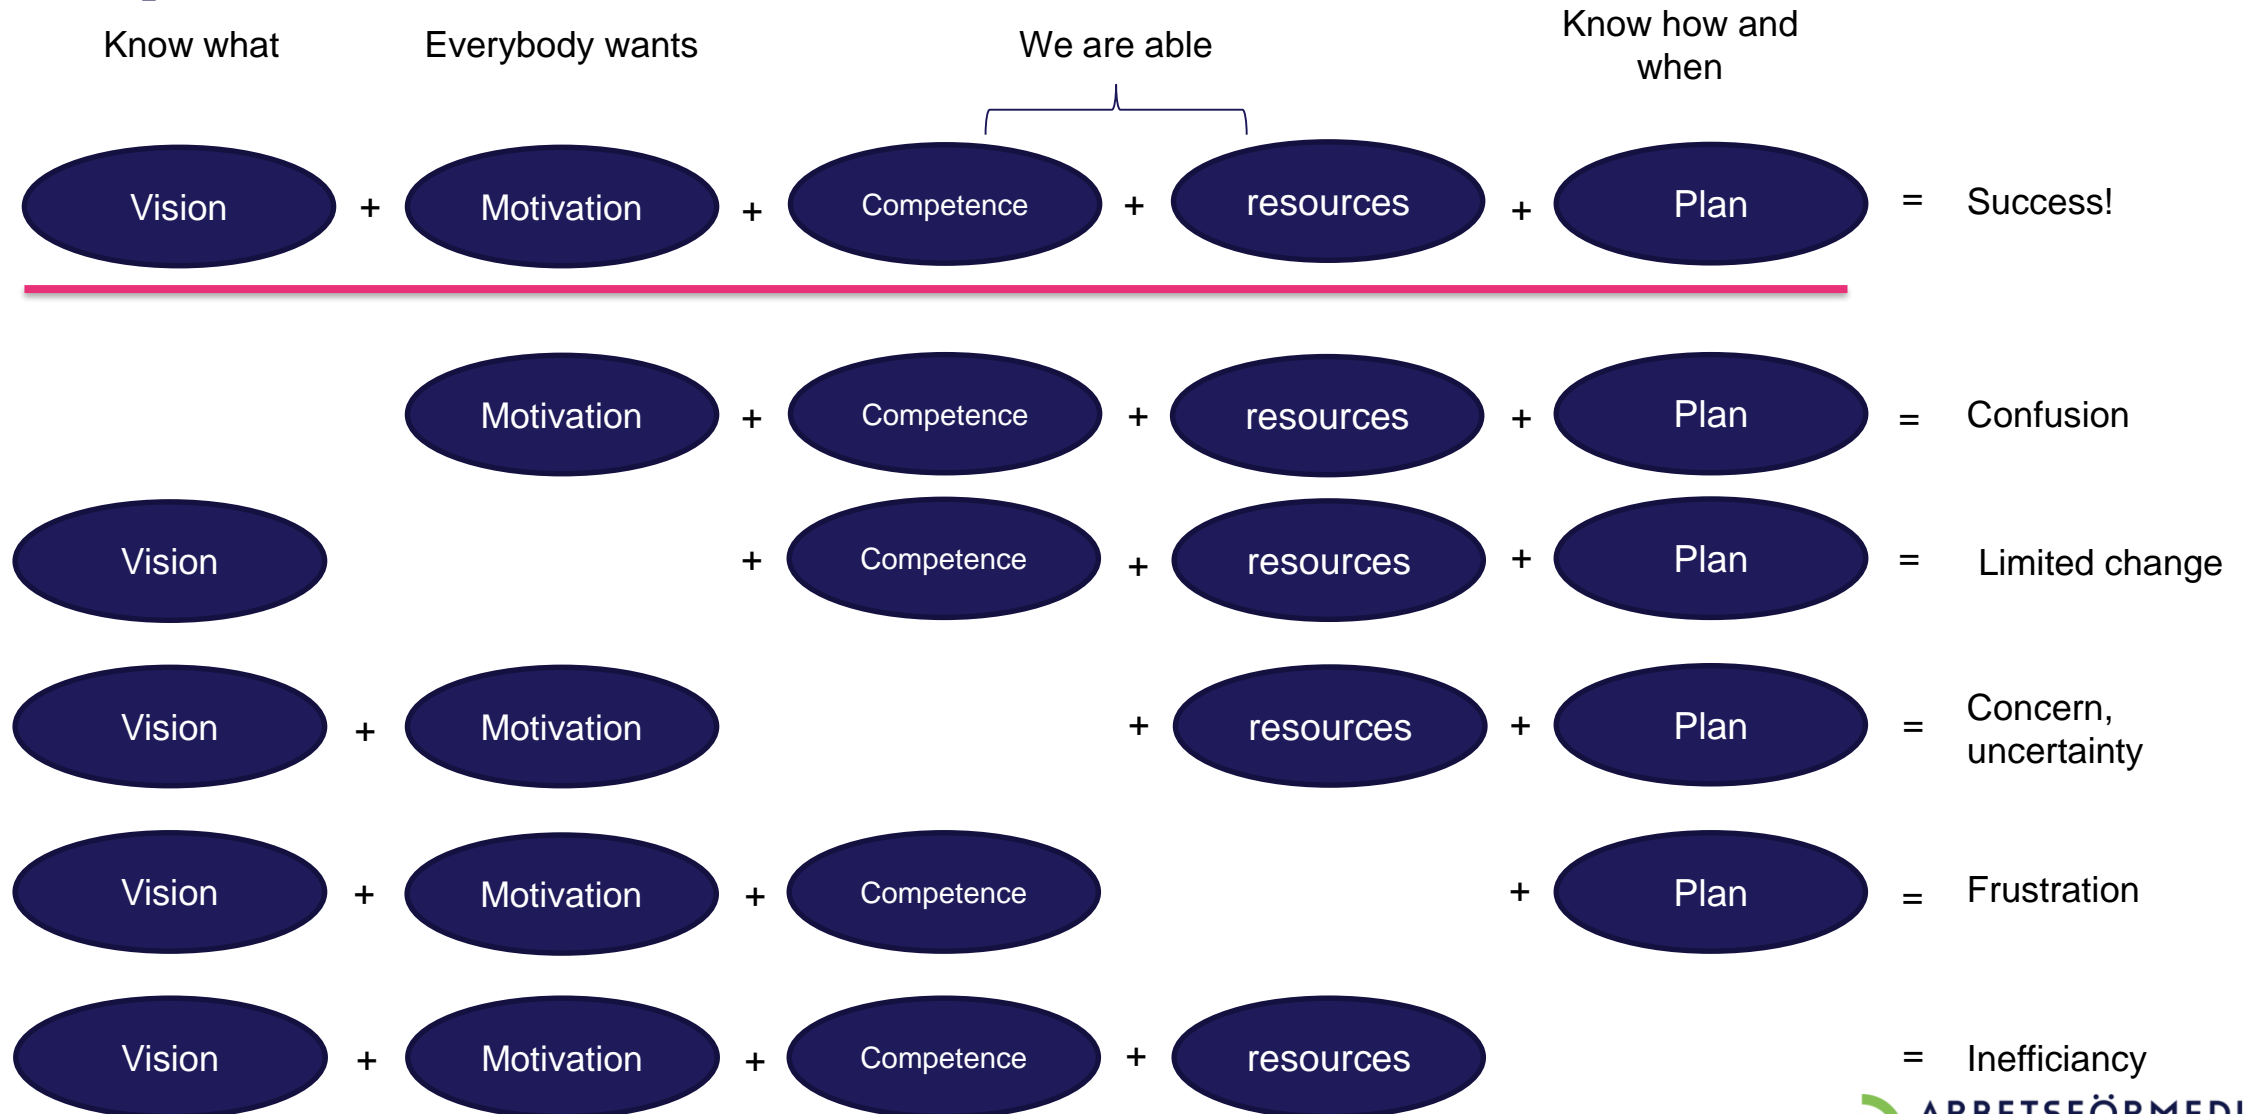 Know what
Everybody wants
We are able
Know how and
when
Vision + Motivation + Competence + resources + Plan = Success!
Motivation + Competence + resources + Plan = Confusion
Vision + Competence + resources + Plan = Limited change
Vision + Motivation + resources + Plan = Concern,
uncertainty
Vision + Motivation + Competence + Plan = Frustration
Vision + Motivation + Competence + resources = Inefficiancy